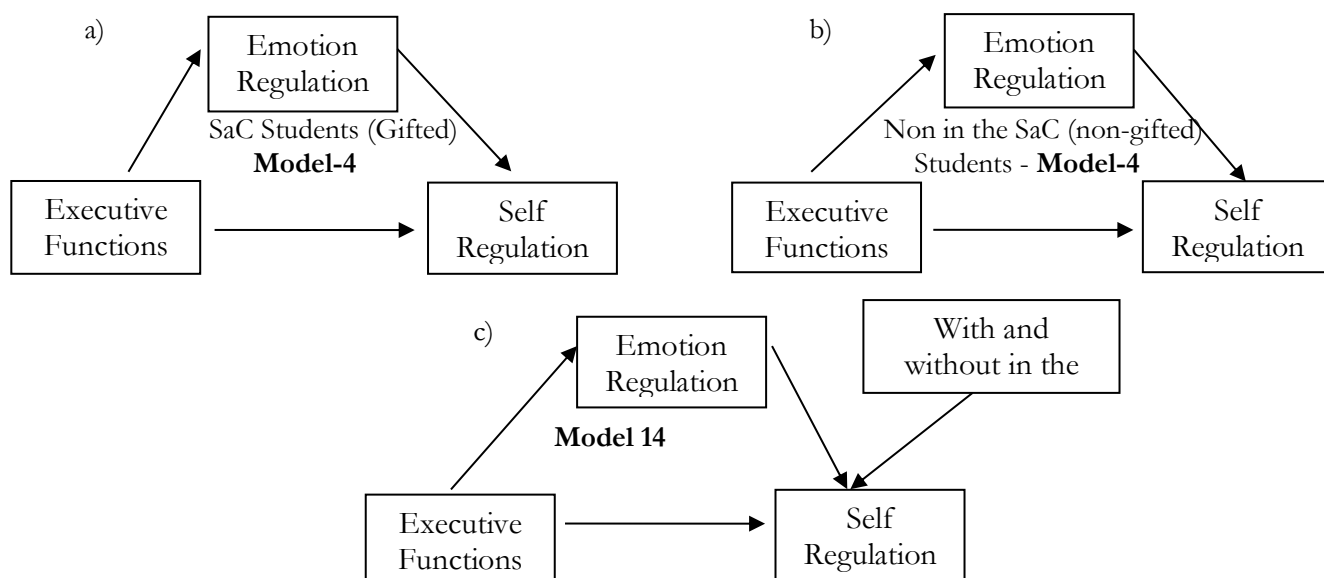 a)
Emotion
Regulation
SaC Students (Gifted)
Model-4
Executive
Functions
Self
Regulation
b)
Emotion
Regulation
Non in the SaC (non-gifted)
Students - Model-4
Executive
Functions
Self
Regulation
c)
Emotion
Regulation
With and
without in the
Model 14
Executive
Functions
Self
Regulation